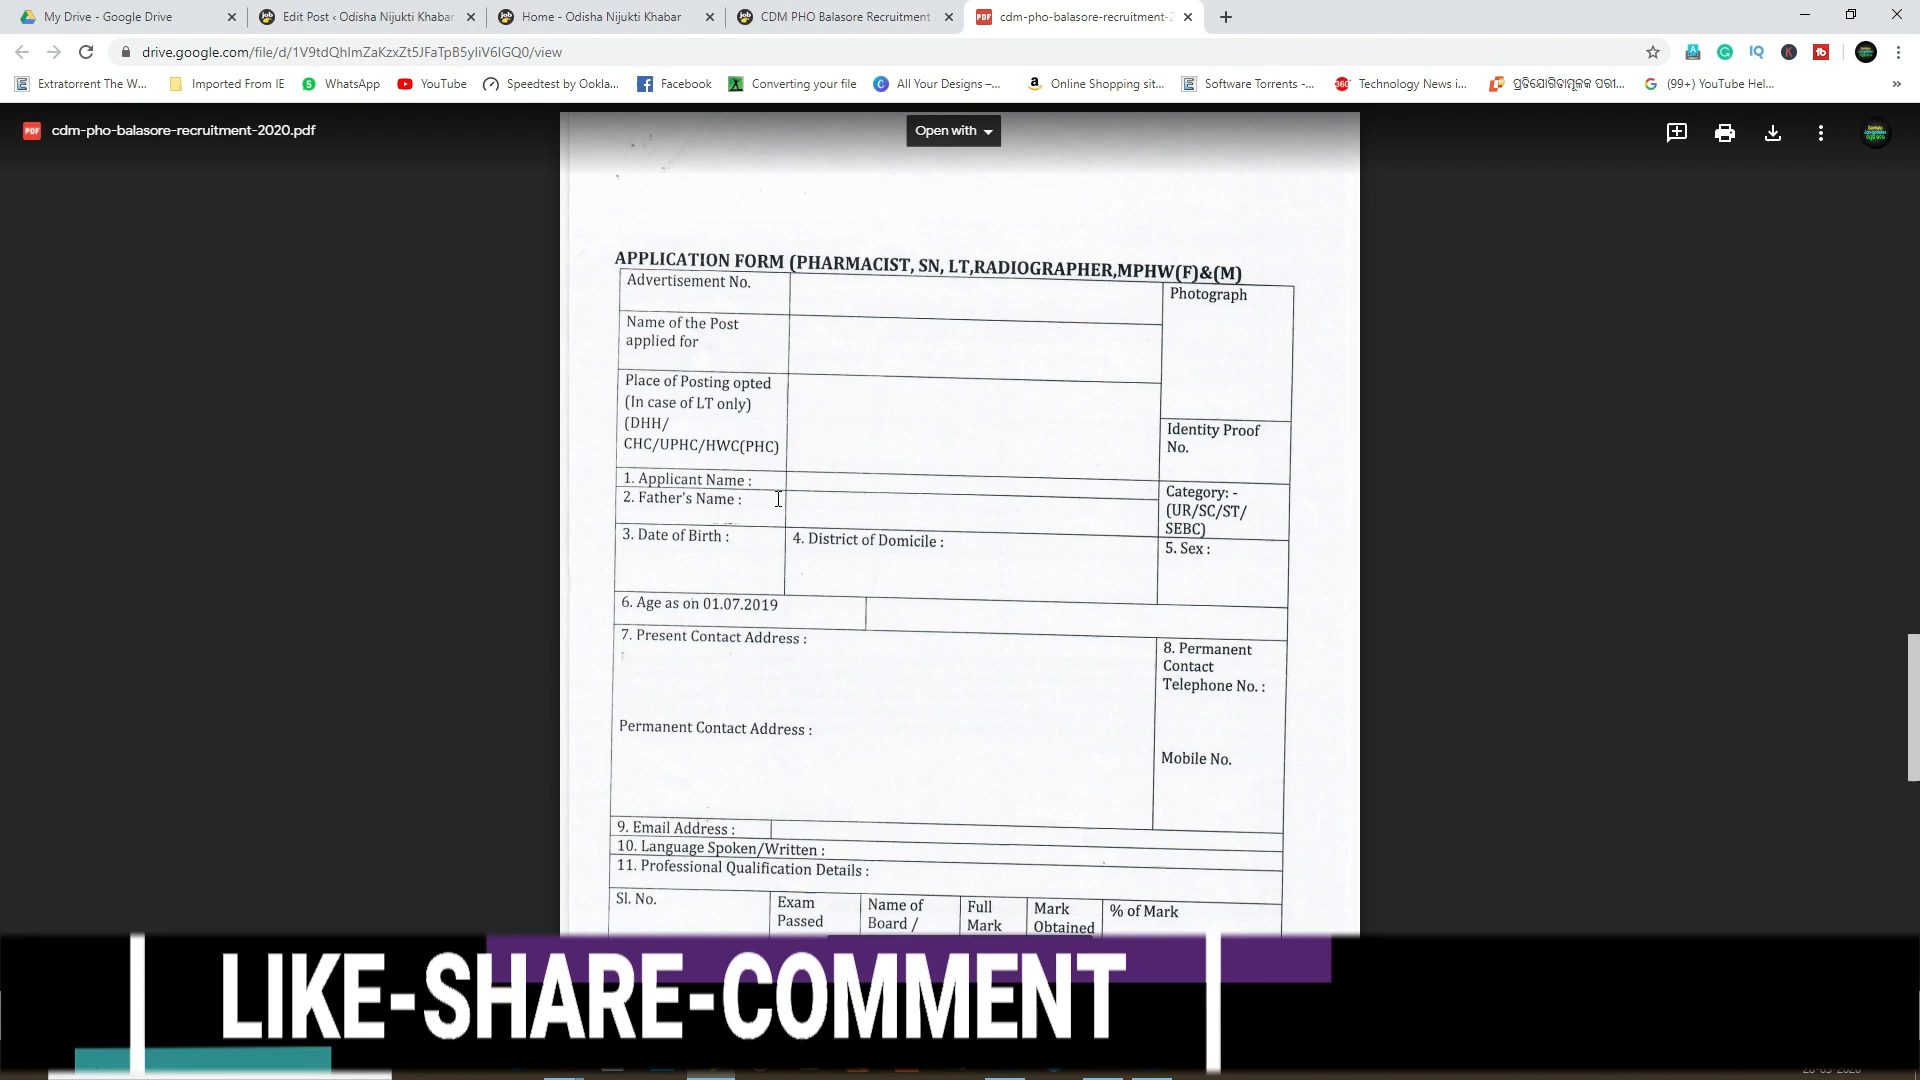 My Drive - Google Drive
Edit Post ‹ Odisha Nijukti Khabar
Home - Odisha Nijukti Khabar
CDM PHO Balasore Recruitment
cdm-pho-balasore-recruitment-2
drive.google.com/file/d/1V9tdQhlmZaKzxZt5JFaTpB5yIiV6IGQ0/view
Extratorrent The W...
Imported From IE
WhatsApp
YouTube
Speedtest by Ookla...
Facebook
Converting your file
All Your Designs –...
Online Shopping sit...
Software Torrents -...
Technology News i...
ପ୍ରତିଯୋଗିତାମୂଳକ ପରୀ...
(99+) YouTube Hel...
PDF cdm-pho-balasore-recruitment-2020.pdf
Open with
APPLICATION FORM (PHARMACIST, SN, LT,RADIOGRAPHER,MPHW(F)&(M)
Advertisement No.
Photograph
Name of the Post
applied for
Place of Posting opted
(In case of LT only)
(DHH/
CHC/UPHC/HWC(PHC)
Identity Proof
No.
1. Applicant Name :
2. Father's Name :
Category: -
(UR/SC/ST/
SEBC)
3. Date of Birth :
4. District of Domicile :
5. Sex :
6. Age as on 01.07.2019
7. Present Contact Address :
8. Permanent
Contact
Telephone No. :
Permanent Contact Address :
Mobile No.
9. Email Address :
10. Language Spoken/Written :
11. Professional Qualification Details :
Sl. No.
Exam
Passed
Name of
Board /
Full
Mark
Mark
Obtained
% of Mark
LIKE-SHARE-COMMENT